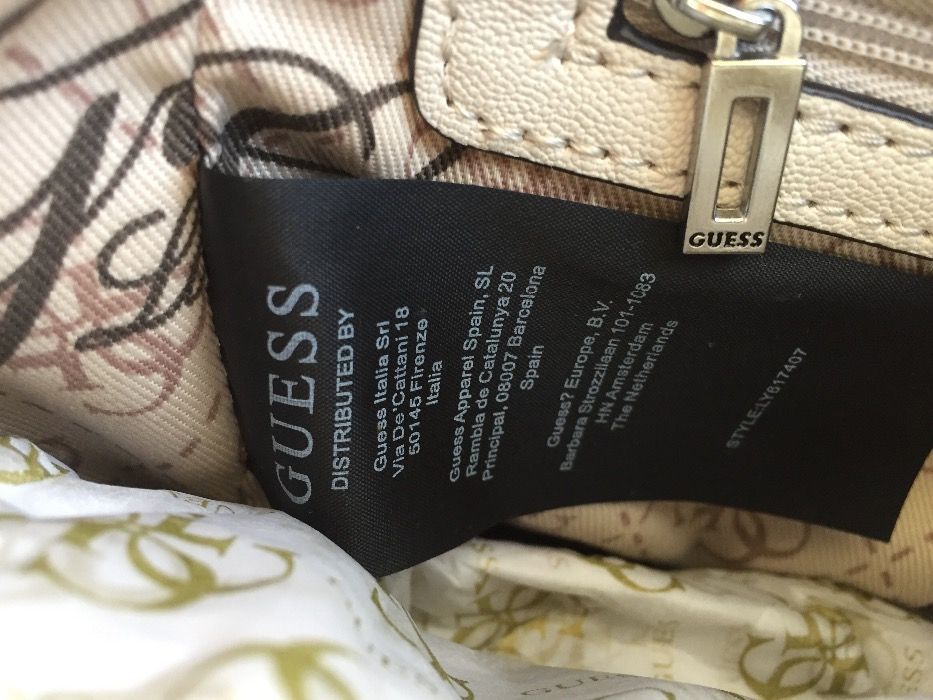 GUESS
GUESS
DISTRIBUTED BY
Guess Italia Srl
Via De'Cattani 18
50145 Firenze
Italia
Guess Apparel Spain, SL
Rambla de Catalunya 20
Principal, 08007 Barcelona
Spain
Guess? Europe, B.V.
Barbara Strozzilaan 101-1083
HN Amsterdam
The Netherlands
STYLE:LY617407
GUESS